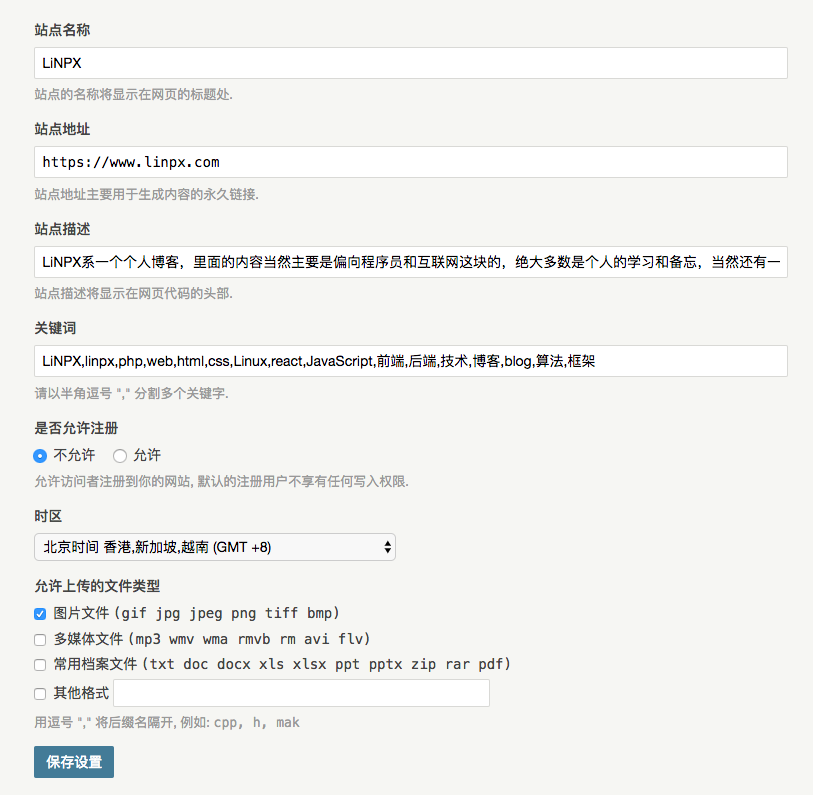 站点名称
LiNPX
站点的名称将显示在网页的标题处.
站点地址
https://www.linpx.com
站点地址主要用于生成内容的永久链接.
站点描述
LiNPX系一个个人博客，里面的内容当然主要是偏向程序员和互联网这块的，绝大多数是个人的学习和备忘，当然还有一
站点描述将显示在网页代码的头部.
关键词
LiNPX,linpx,php,web,html,css,Linux,react,JavaScript,前端,后端,技术,博客,blog,算法,框架
请以半角逗号 "," 分割多个关键字.
是否允许注册
不允许 允许
允许访问者注册到你的网站, 默认的注册用户不享有任何写入权限.
时区
北京时间 香港,新加坡,越南 (GMT +8)
允许上传的文件类型
图片文件 (gif jpg jpeg png tiff bmp)
多媒体文件 (mp3 wmv wma rmvb rm avi flv)
常用档案文件 (txt doc docx xls xlsx ppt pptx zip rar pdf)
其他格式
用逗号 "," 将后缀名隔开, 例如: cpp, h, mak
保存设置